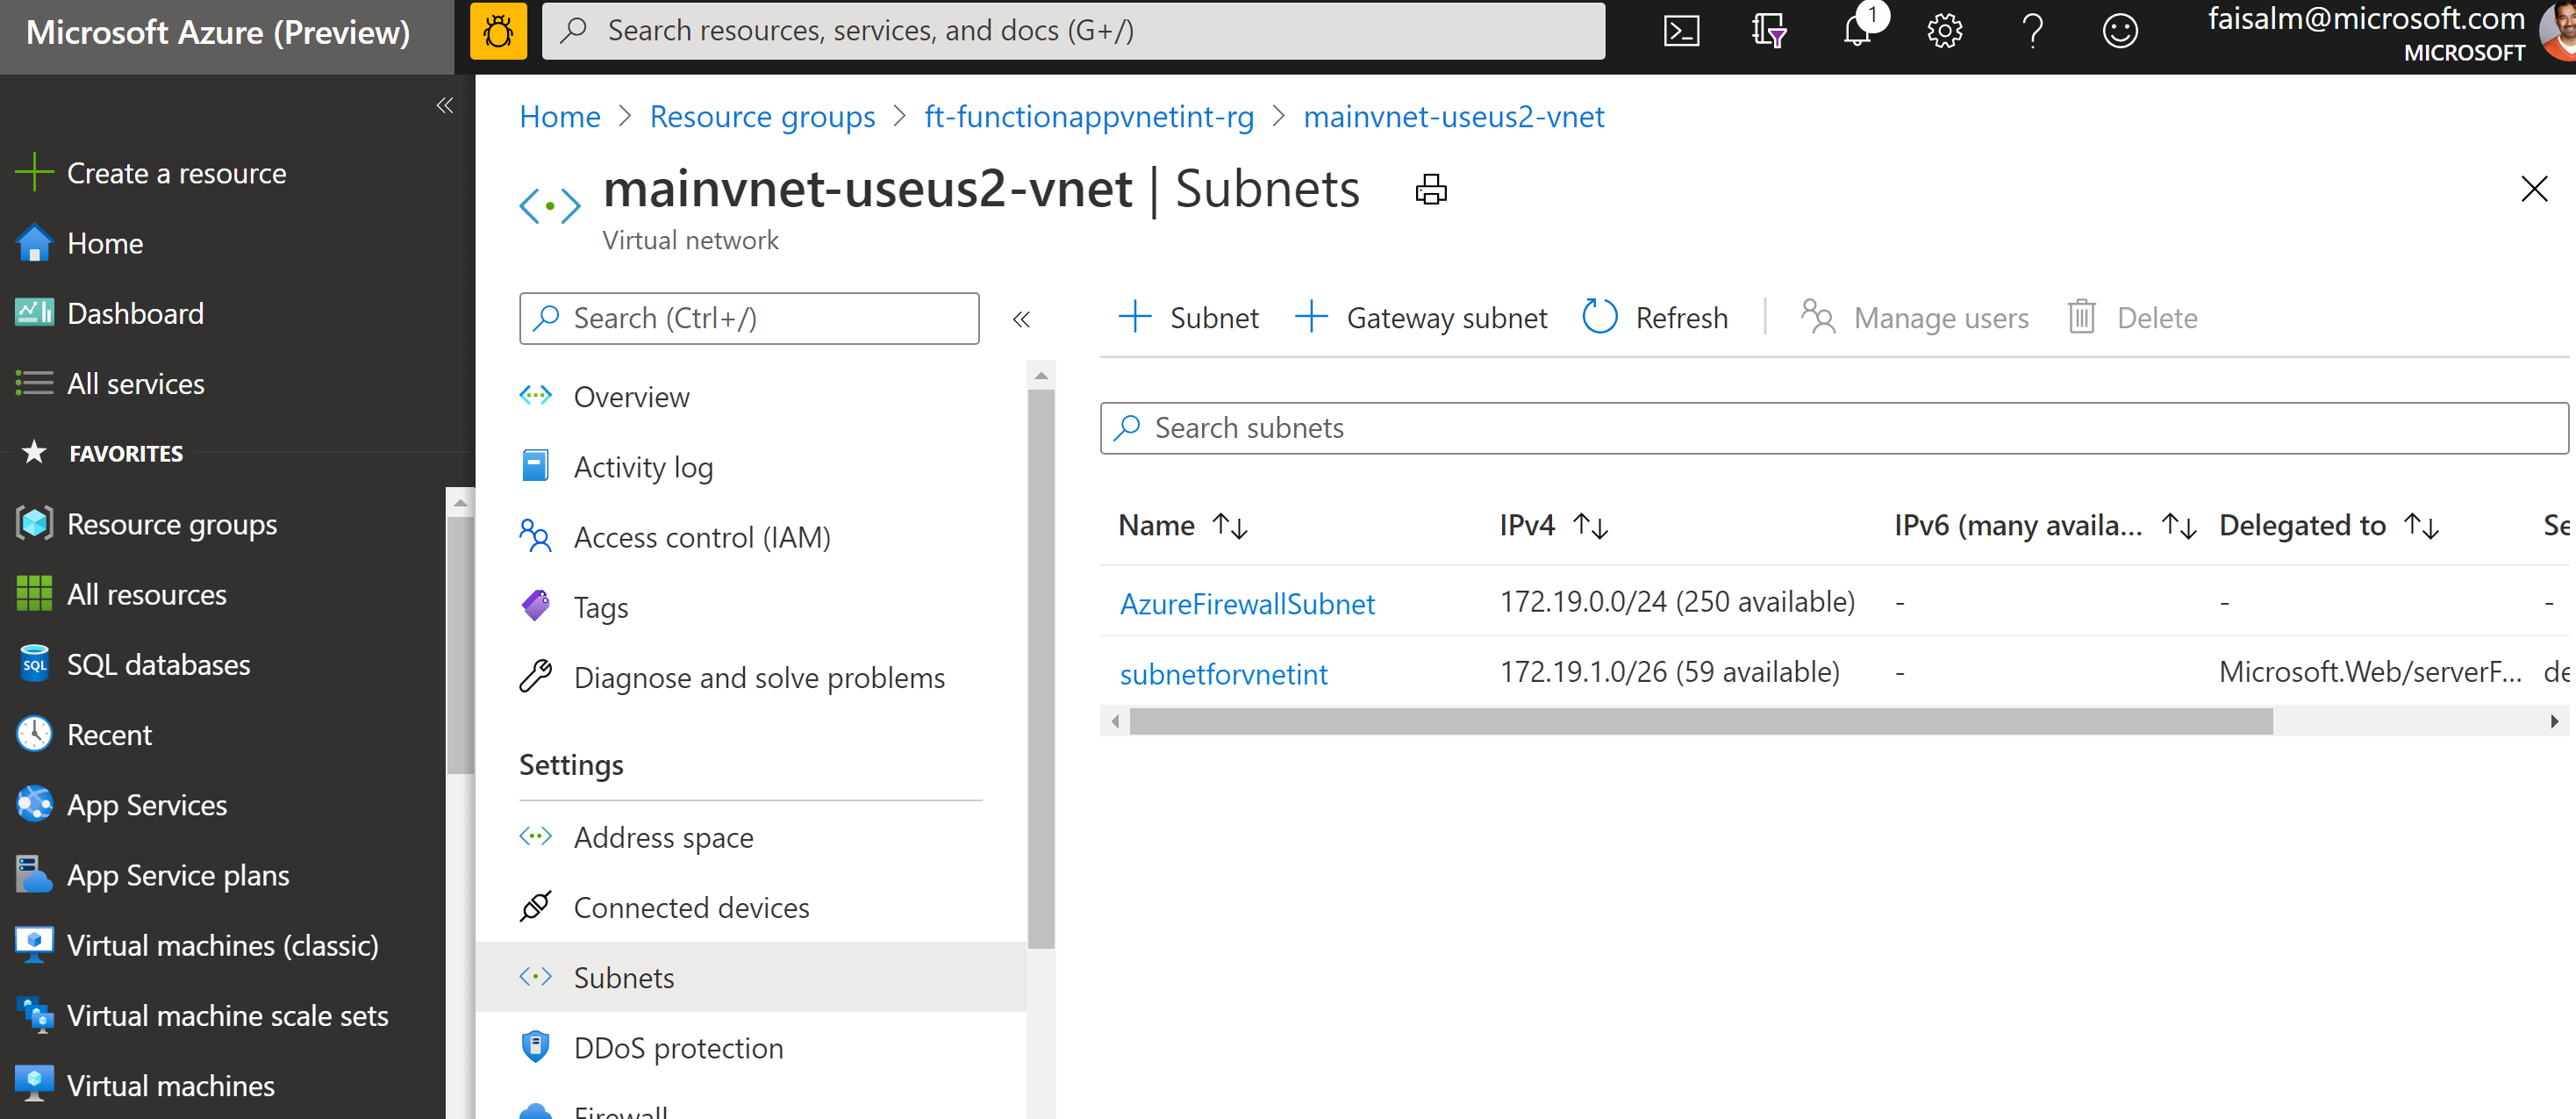 Microsoft Azure (Preview)
Search resources, services, and docs (G+/)
1
faisalm@microsoft.com
MICROSOFT
Create a resource
Home
Dashboard
All services
FAVORITES
Resource groups
All resources
SQL databases
SQL
Recent
App Services
App Service plans
Virtual machines (classic)
Virtual machine scale sets
Virtual machines
Home > Resource groups > ft-functionappvnetint-rg > mainvnet-useus2-vnet
mainvnet-useus2-vnet | Subnets
Virtual network
Search (Ctrl+/)
Overview
Activity log
Access control (IAM)
Tags
Diagnose and solve problems
Settings
Address space
Connected devices
Subnets
DDoS protection
Firewall
Subnet Gateway subnet Refresh Manage users Delete
Search subnets
Name IPv4 IPv6 (many availa... Delegated to Se
AzureFirewallSubnet 172.19.0.0/24 (250 available) - - -
subnetforvnetint 172.19.1.0/26 (59 available) - Microsoft.Web/serverF... de